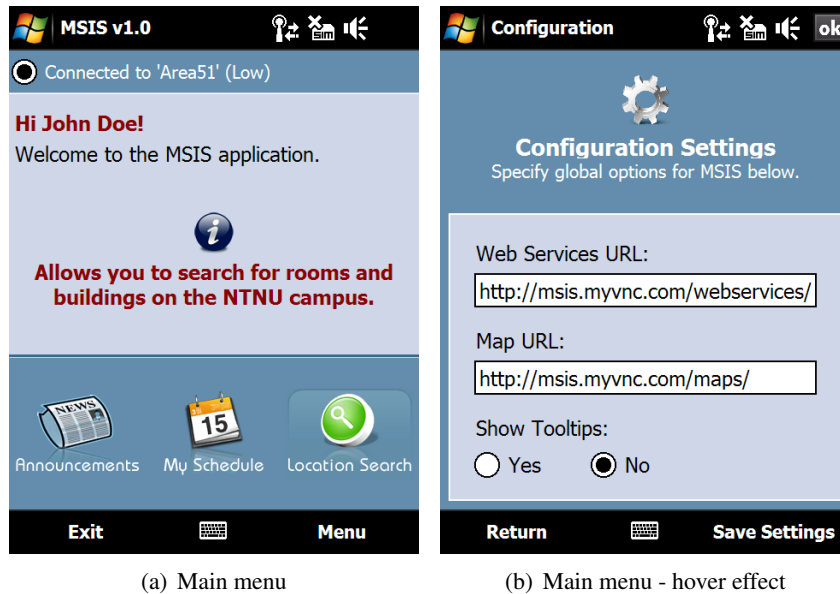 MSIS v1.0
Connected to 'Area51' (Low)
Hi John Doe!
Welcome to the MSIS application.
i
Allows you to search for rooms and
buildings on the NTNU campus.
NEWS
15
Announcements My Schedule Location Search
Exit Menu
(a) Main menu
Configuration ok
Configuration Settings
Specify global options for MSIS below.
Web Services URL:
http://msis.myvnc.com/webservices/
Map URL:
http://msis.myvnc.com/maps/
Show Tooltips:
Yes No
Return Save Settings
(b) Main menu - hover effect